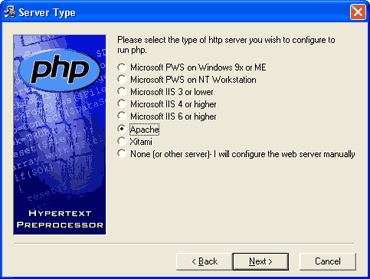 Server Type
Please select the type of http server you wish to configure to
run php.
Microsoft PWS on Windows 9x or ME
Microsoft PWS on NT Workstation
Microsoft IIS 3 or lower
Microsoft IIS 4 or higher
Microsoft IIS 6 or higher
Apache
Xitami
None (or other server)- I will configure the web server manually
php
HYPERTEXT
PREPROCESSOR
< Back
Next >
Cancel